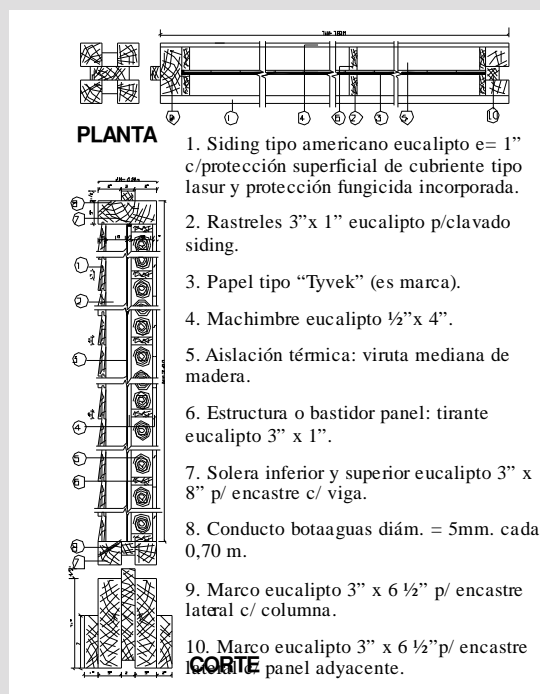 PLANTA
1. Siding tipo americano eucalipto e= 1”
c/protección superficial de cubriente tipo
lasur y protección fungicida incorporada.
2. Rastreles 3”x 1” eucalipto p/clavado
siding.
3. Papel tipo “Tyvek” (es marca).
4. Machimbre eucalipto ½”x 4”.
5. Aislación térmica: viruta mediana de
madera.
6. Estructura o bastidor panel: tirante
eucalipto 3” x 1”.
7. Solera inferior y superior eucalipto 3” x
8” p/ encastre c/ viga.
8. Conducto botaaguas diám. = 5mm. cada
0,70 m.
9. Marco eucalipto 3” x 6 ½” p/ encastre
lateral c/ columna.
10. Marco eucalipto 3” x 6 ½”p/ encastre
lateral c/ panel adyacente.
CORTE